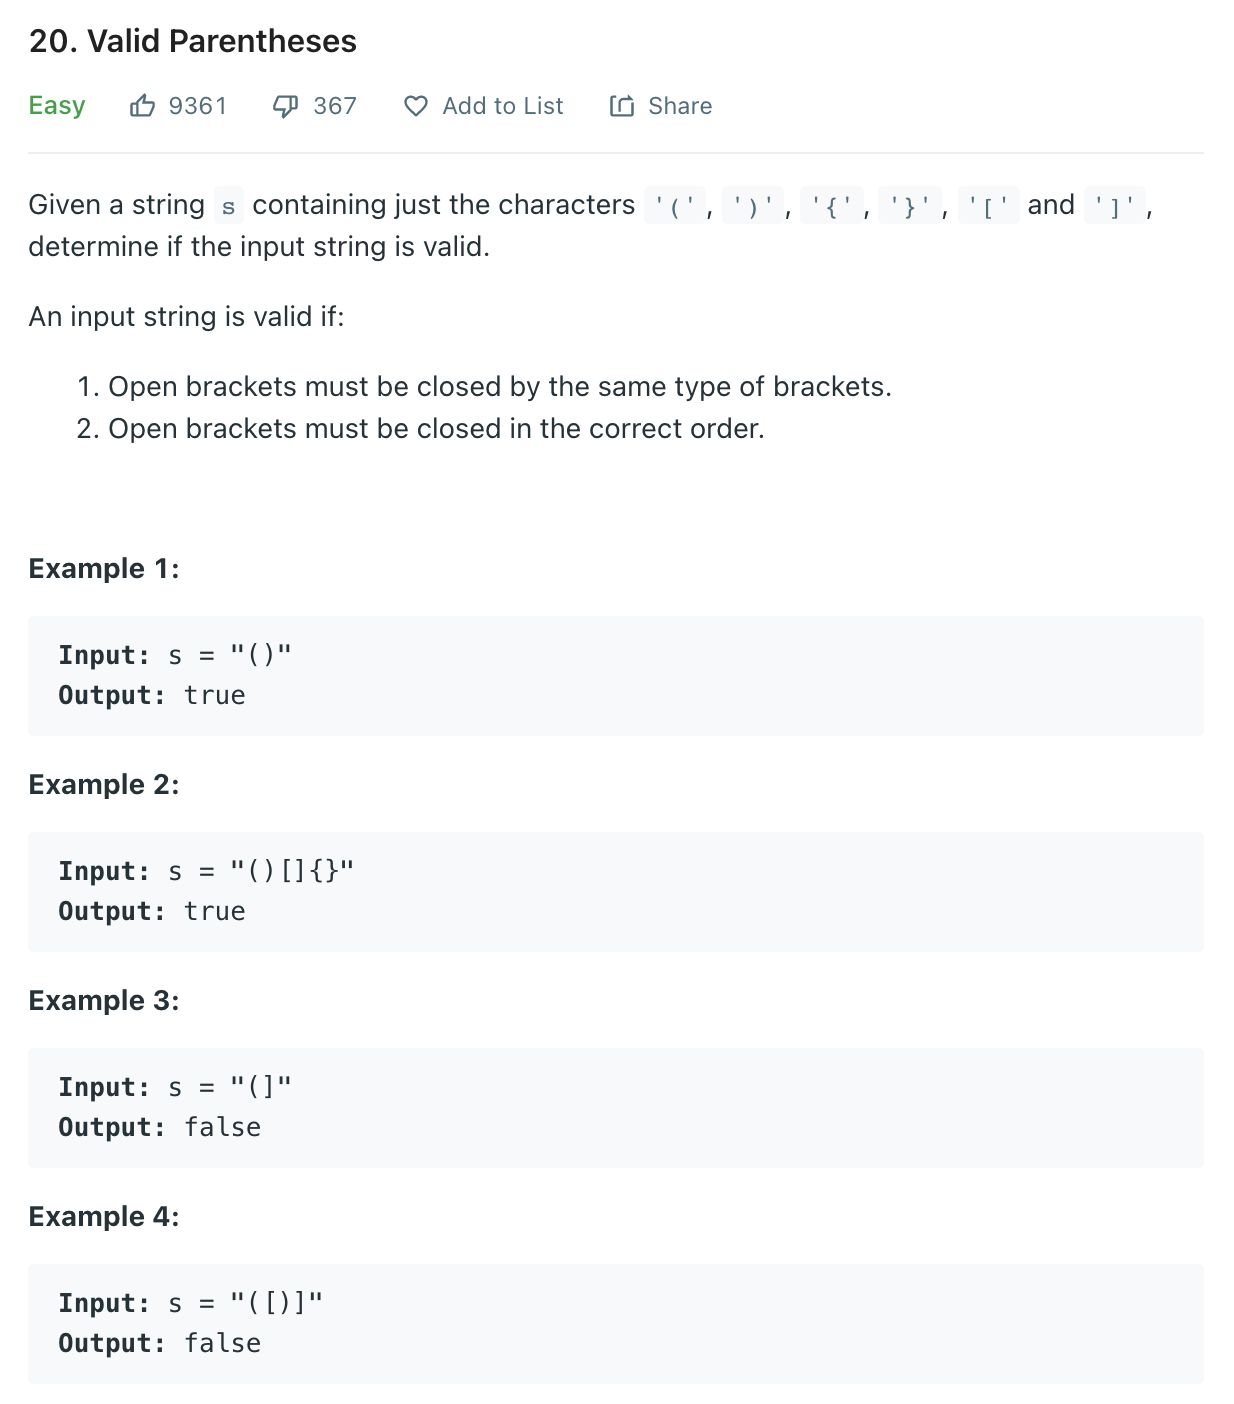 20. Valid Parentheses
Easy 9361 367 Add to List Share
Given a string s containing just the characters '(', ')', '{', '}', '[' and ']',
determine if the input string is valid.
An input string is valid if:
1. Open brackets must be closed by the same type of brackets.
2. Open brackets must be closed in the correct order.
Example 1:
Input: s = "()"
Output: true
Example 2:
Input: s = "()[]{}"
Output: true
Example 3:
Input: s = "(]"
Output: false
Example 4:
Input: s = "([)]"
Output: false